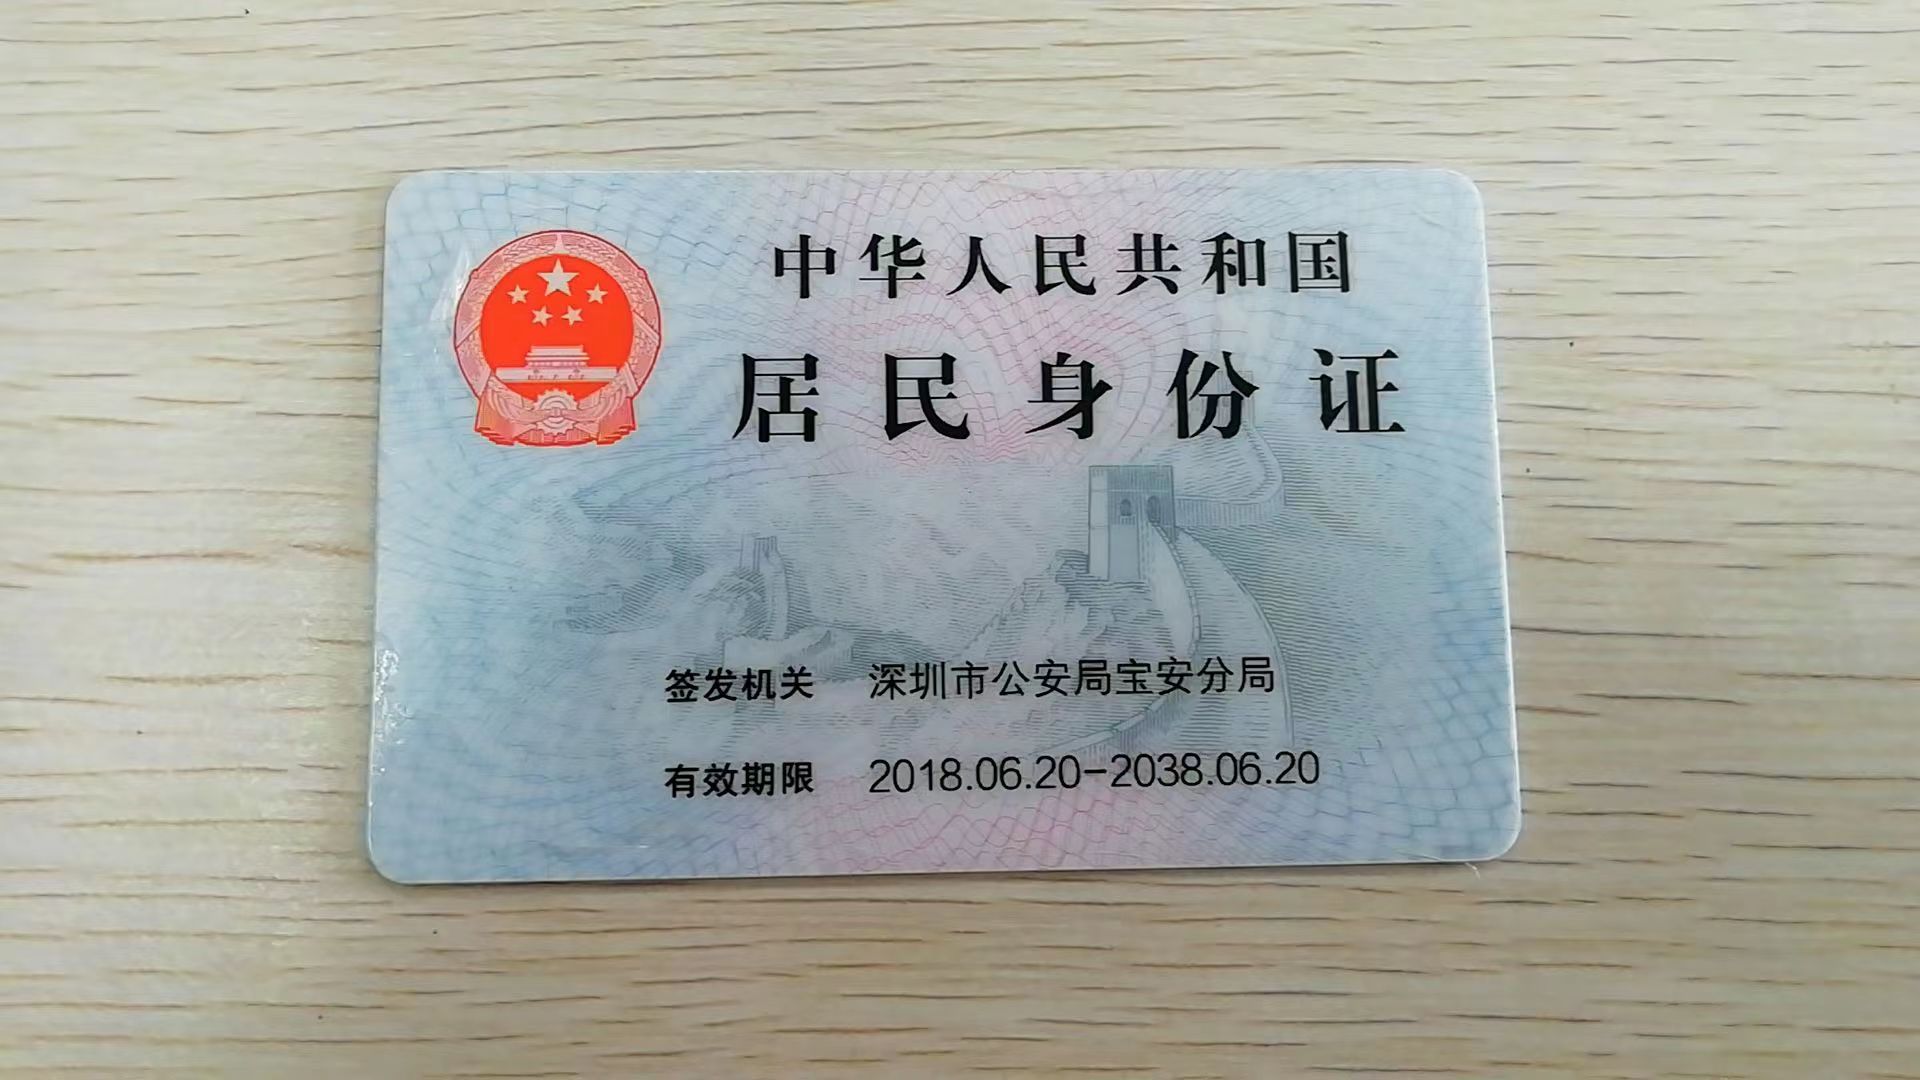 中华人民共和国
居民身份证
签发机关 深圳市公安局宝安分局
有效期限 2018.06.20-2038.06.20